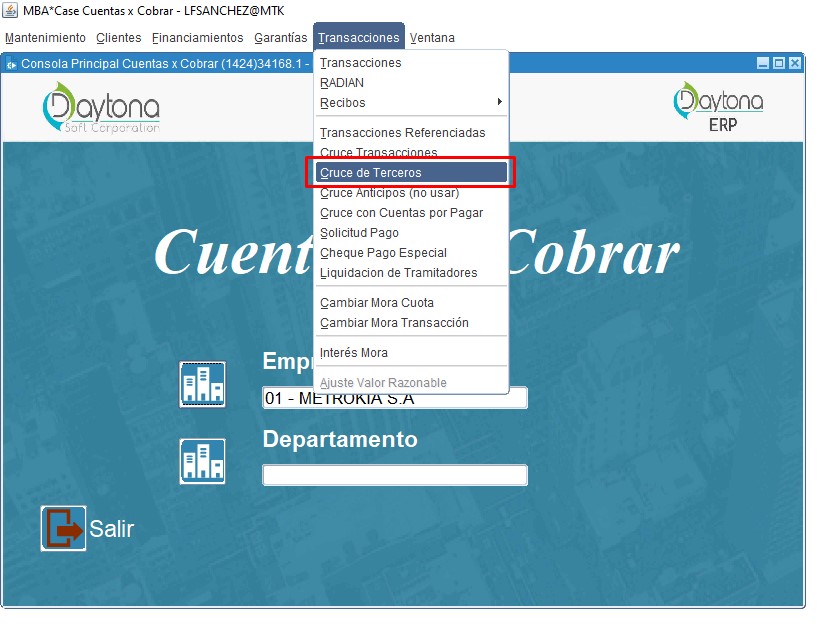 MBA*Case Cuentas x Cobrar - LFSANCHEZ@MTK
Mantenimiento Clientes Financiamientos Garantías Transacciones Ventana
Consola Principal Cuentas x Cobrar (1424)34168.1 -
Transacciones
RADIAN
Recibos
Transacciones Referenciadas
Cruce Transacciones
Cruce de Terceros
Cruce Anticipos (no usar)
Cruce con Cuentas por Pagar
Solicitud Pago
Cheque Pago Especial
Liquidacion de Tramitadores
Cambiar Mora Cuota
Cambiar Mora Transacción
Interés Mora
Ajuste Valor Razonable
Daytona
Soft Corporation
Daytona
ERP
Cuent Cobrar
Emp
01 - METROKIA S.A
Departamento
Salir